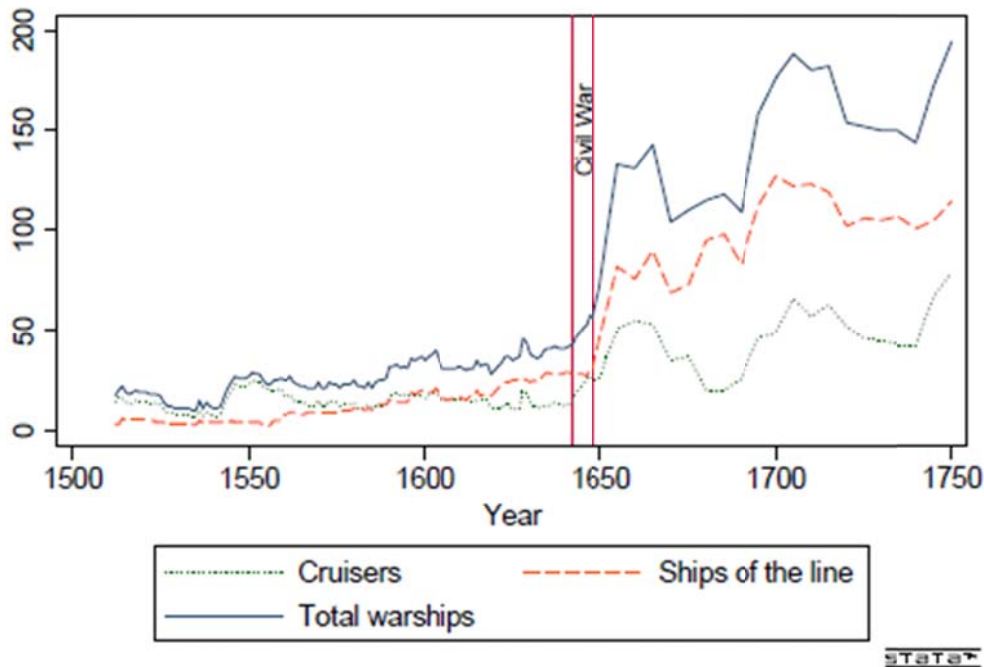 200
150
100
50
0
Civil War
1500 1550 1600 1650 1700 1750
Year
Cruisers Ships of the line
Total warships
STATA™